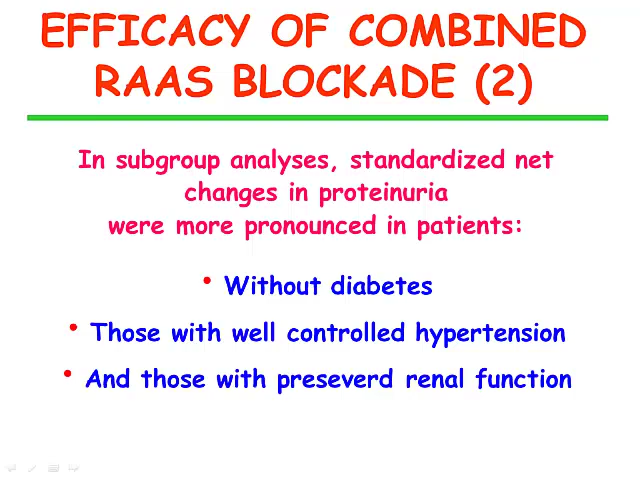 EFFICACY OF COMBINED
RAAS BLOCKADE (2)
In subgroup analyses, standardized net
changes in proteinuria
were more pronounced in patients:
• Without diabetes
• Those with well controlled hypertension
• And those with preseverd renal function